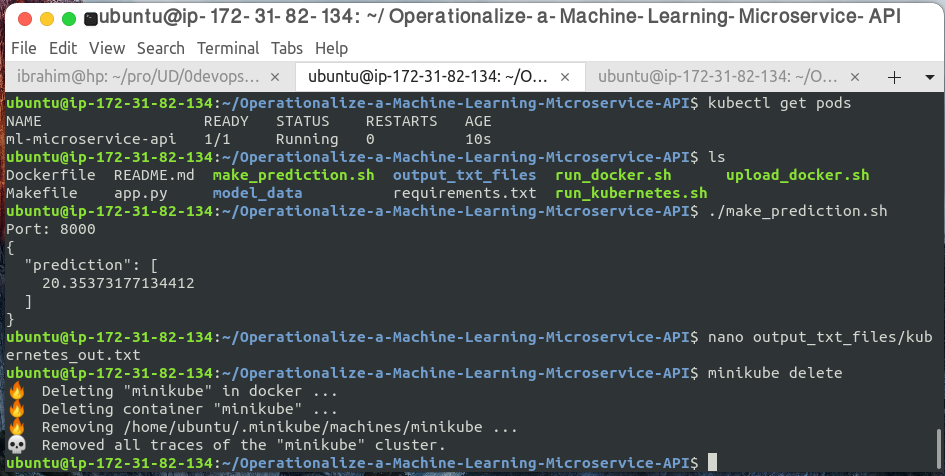 ubuntu@ip-172-31-82-134: ~/Operationalize-a-Machine-Learning-Microservice-API
File Edit View Search Terminal Tabs Help
ibrahim@hp: ~/pro/UD/0devops... × ubuntu@ip-172-31-82-134: ~/O... × ubuntu@ip-172-31-82-134: ~/O... ×
ubuntu@ip-172-31-82-134:~/Operationalize-a-Machine-Learning-Microservice-API$ kubectl get pods
NAME READY STATUS RESTARTS AGE
ml-microservice-api 1/1 Running 0 10s
ubuntu@ip-172-31-82-134:~/Operationalize-a-Machine-Learning-Microservice-API$ ls
Dockerfile README.md make_prediction.sh output_txt_files run_docker.sh upload_docker.sh
Makefile app.py model_data requirements.txt run_kubernetes.sh
ubuntu@ip-172-31-82-134:~/Operationalize-a-Machine-Learning-Microservice-API$ ./make_prediction.sh
Port: 8000
{
"prediction": [
20.35373177134412
]
}
ubuntu@ip-172-31-82-134:~/Operationalize-a-Machine-Learning-Microservice-API$ nano output_txt_files/kub
ernetes_out.txt
ubuntu@ip-172-31-82-134:~/Operationalize-a-Machine-Learning-Microservice-API$ minikube delete
🔥 Deleting "minikube" in docker ...
🔥 Deleting container "minikube" ...
🔥 Removing /home/ubuntu/.minikube/machines/minikube ...
💀 Removed all traces of the "minikube" cluster.
ubuntu@ip-172-31-82-134:~/Operationalize-a-Machine-Learning-Microservice-API$